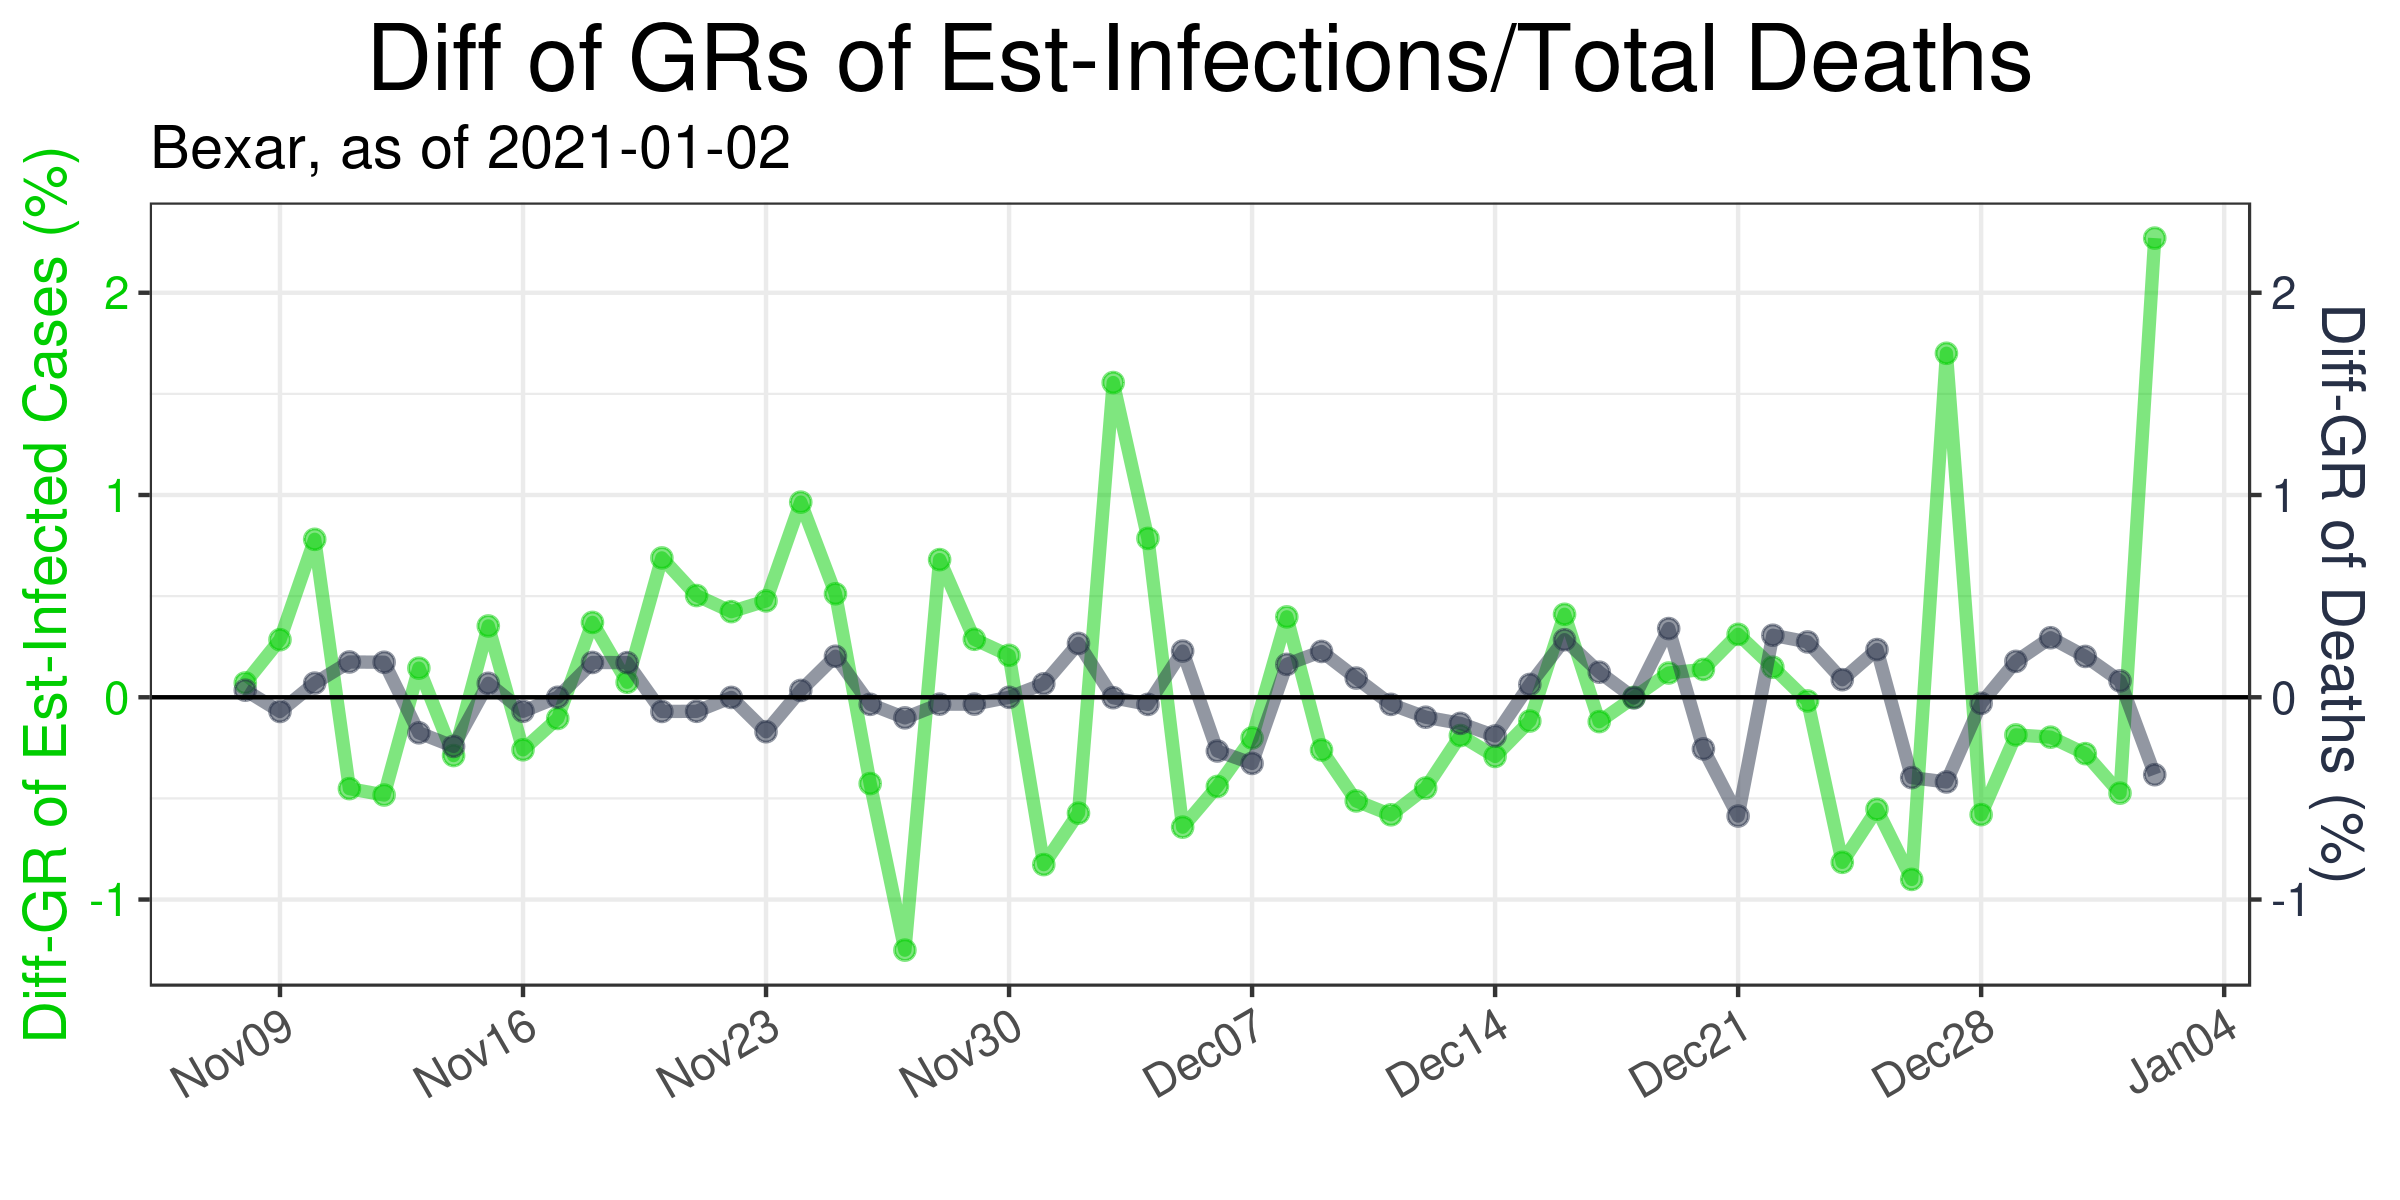 Diff of GRs of Est-Infections/Total Deaths
Bexar, as of 2021-01-02
Diff-GR of Est-Infected Cases (%)
2
1
0
-1
2
1
0
-1
Diff-GR of Deaths (%)
Nov09
Nov16
Nov23
Nov30
Dec07
Dec14
Dec21
Dec28
Jan04